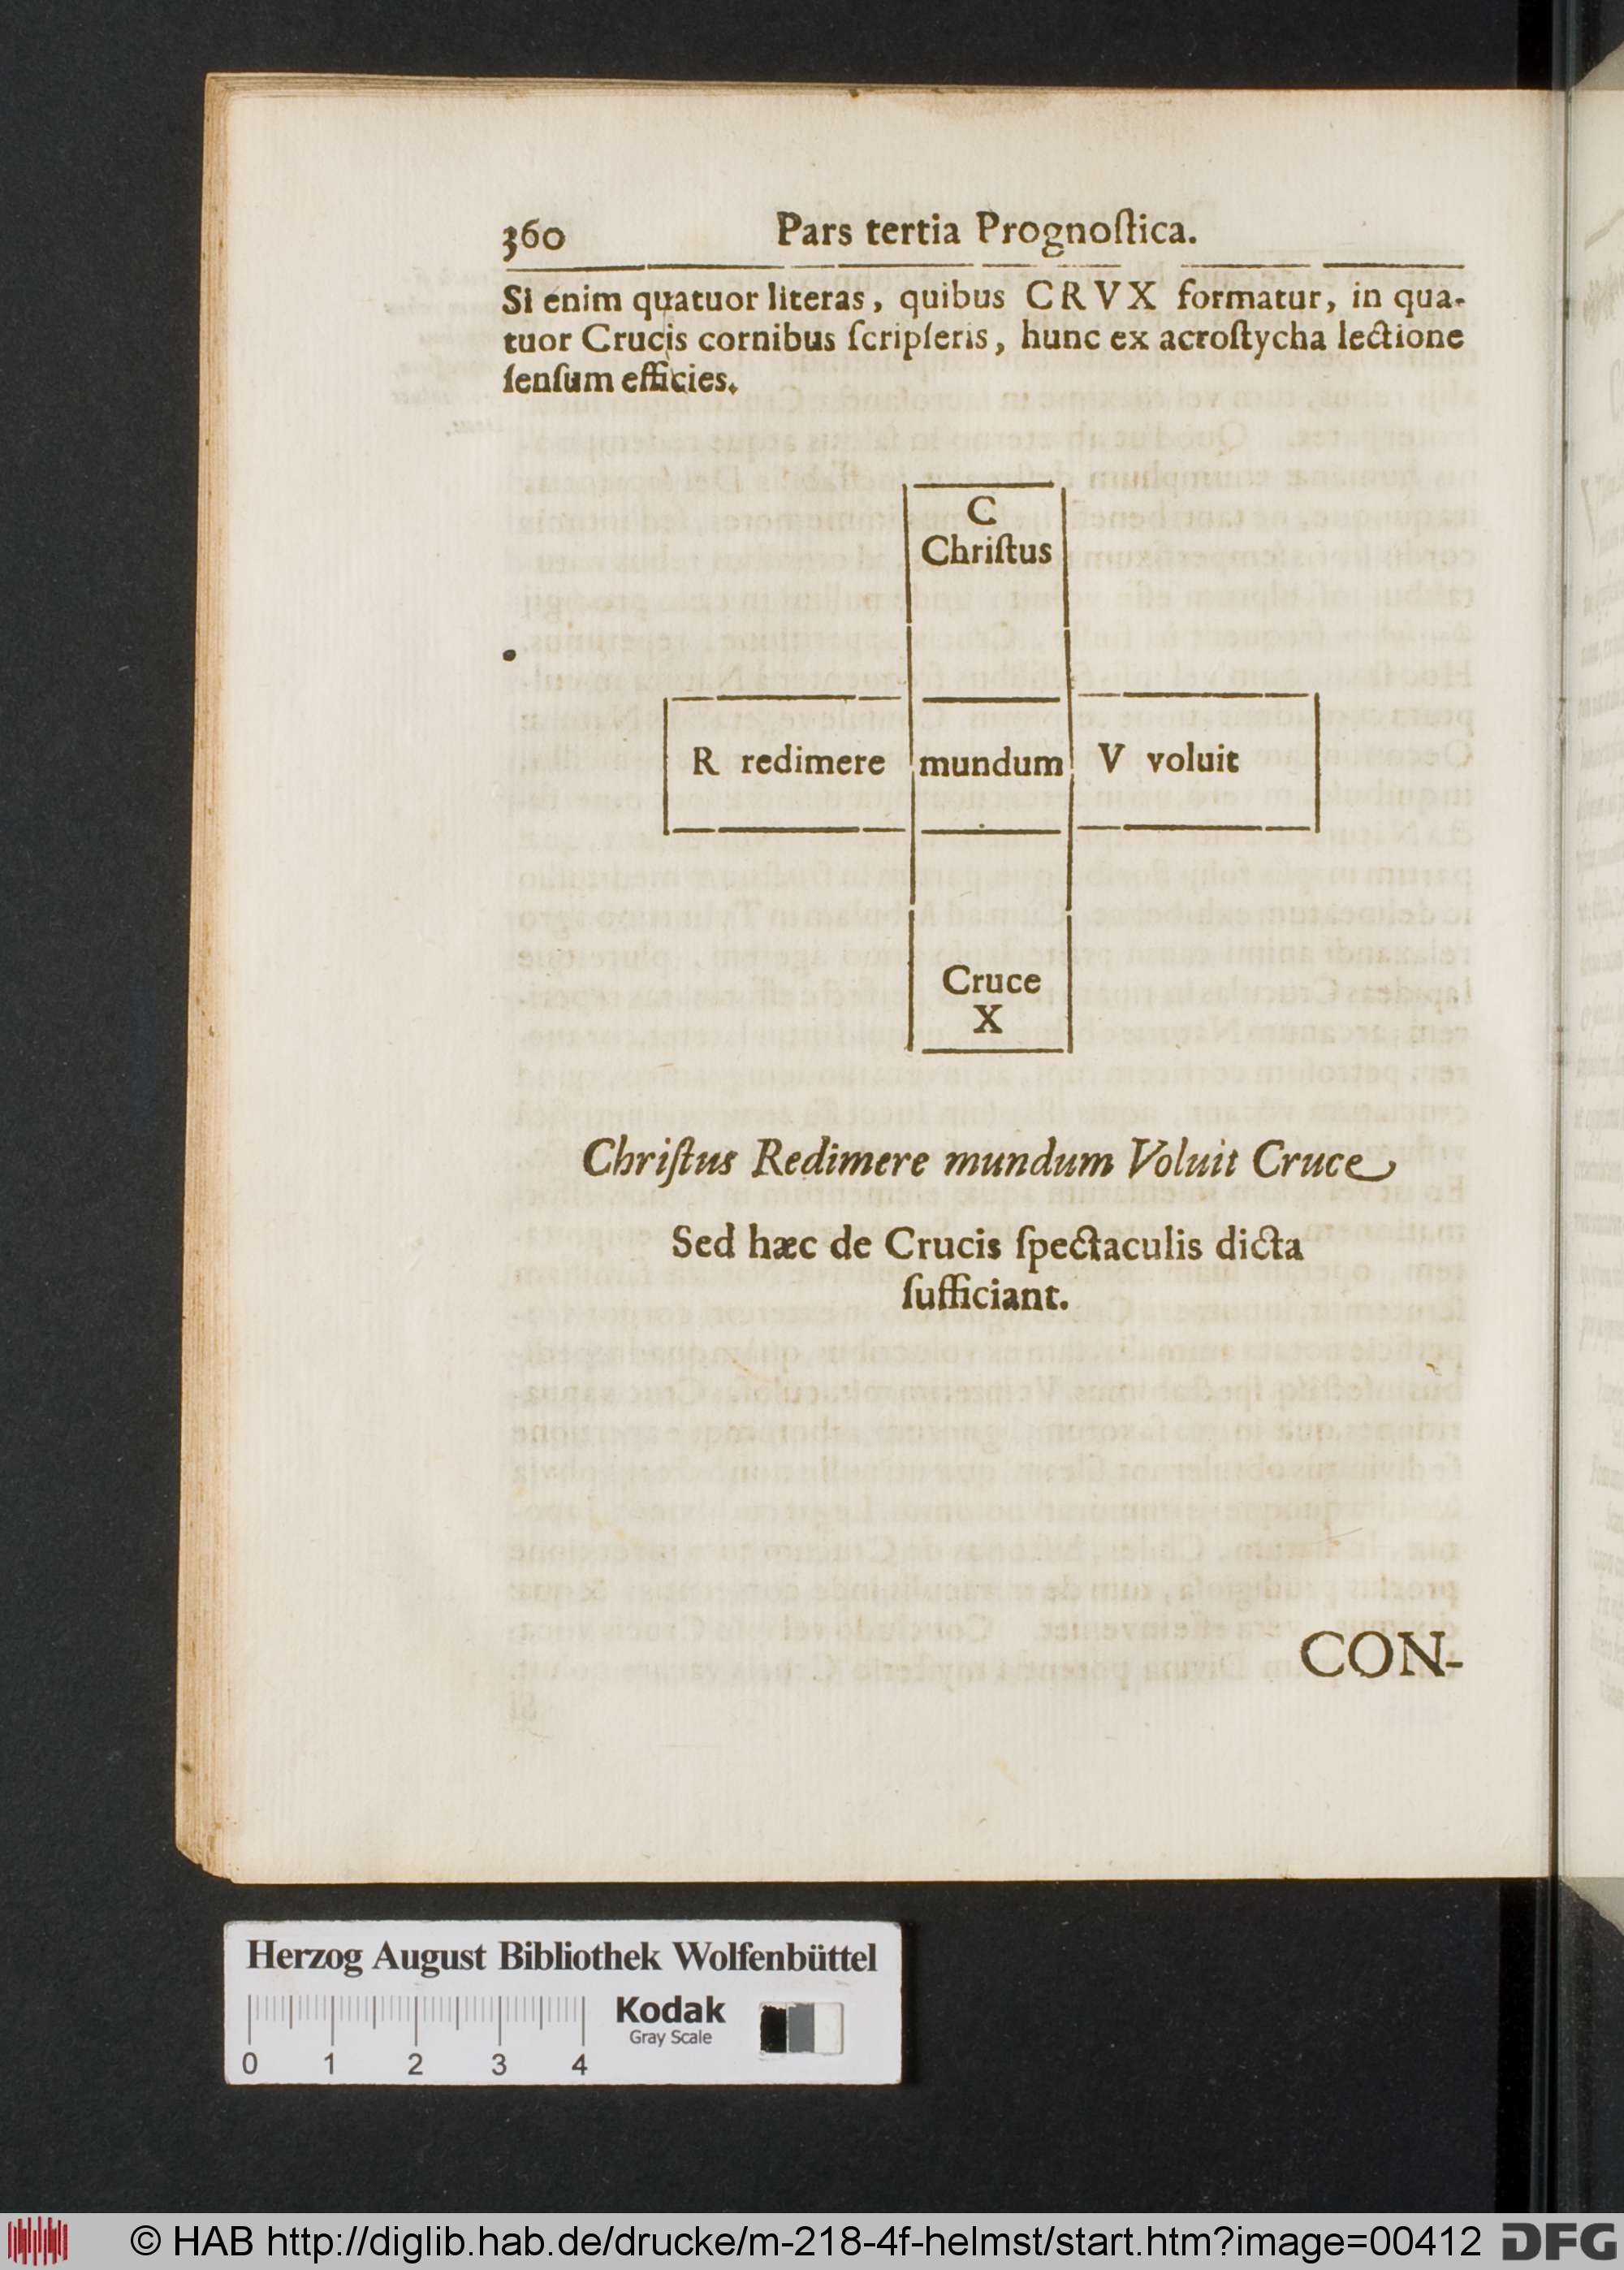 360 Pars tertia Prognoſtica.
Si enim quatuor literas, quibus CRVX formatur, in qua-
tuor Crucis cornibus ſcripſeris, hunc ex acroſtycha lectione
ſenſum efficies.
C
Chriſtus
R redimere mundum V voluit
Cruce
X
Chriſtus Redimere mundum Voluit Cruce
Sed hæc de Crucis ſpectaculis dicta
ſufficiant.
CON-
Herzog August Bibliothek Wolfenbüttel
Kodak
Gray Scale
0 1 2 3 4
© HAB http://diglib.hab.de/drucke/m-218-4f-helmst/start.htm?image=00412 DFG